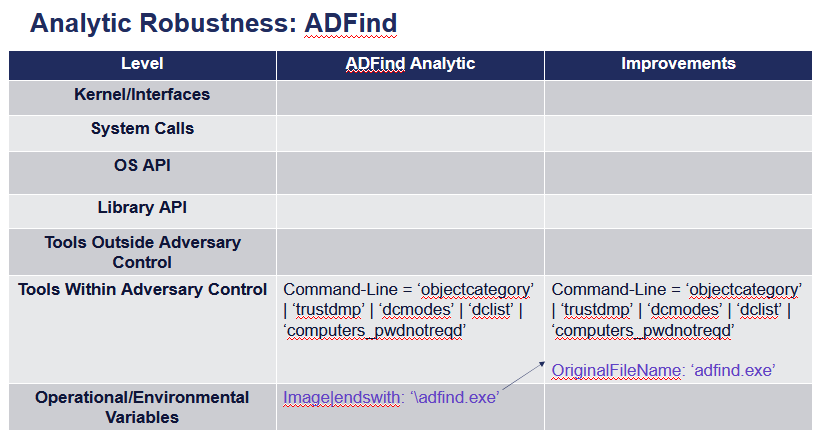 Analytic Robustness: ADFind
Level
ADFind Analytic
Improvements
Kernel/Interfaces
System Calls
OS API
Library API
Tools Outside Adversary
Control
Tools Within Adversary Control
Command-Line = ‘objectcategory’
| ‘trustdmp’ | ‘dcmodes’ | ‘dclist’ |
‘computers_pwdnotreqd’
Command-Line = ‘objectcategory’
| ‘trustdmp’ | ‘dcmodes’ | ‘dclist’ |
‘computers_pwdnotreqd’
OriginalFileName: ‘adfind.exe’
Operational/Environmental
Variables
Image|endswith: ‘\adfind.exe’